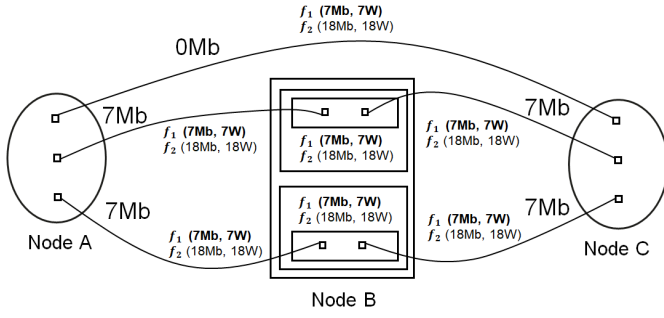 f₁ (7Mb, 7W)
f₂ (18Mb, 18W)
0Mb
7Mb
f₁ (7Mb, 7W)
f₂ (18Mb, 18W)
f₁ (7Mb, 7W)
f₂ (18Mb, 18W)
7Mb
f₁ (7Mb, 7W)
f₂ (18Mb, 18W)
f₁ (7Mb, 7W)
f₂ (18Mb, 18W)
7Mb
f₁ (7Mb, 7W)
f₂ (18Mb, 18W)
f₁ (7Mb, 7W)
f₂ (18Mb, 18W)
7Mb
Node A
Node B
Node C